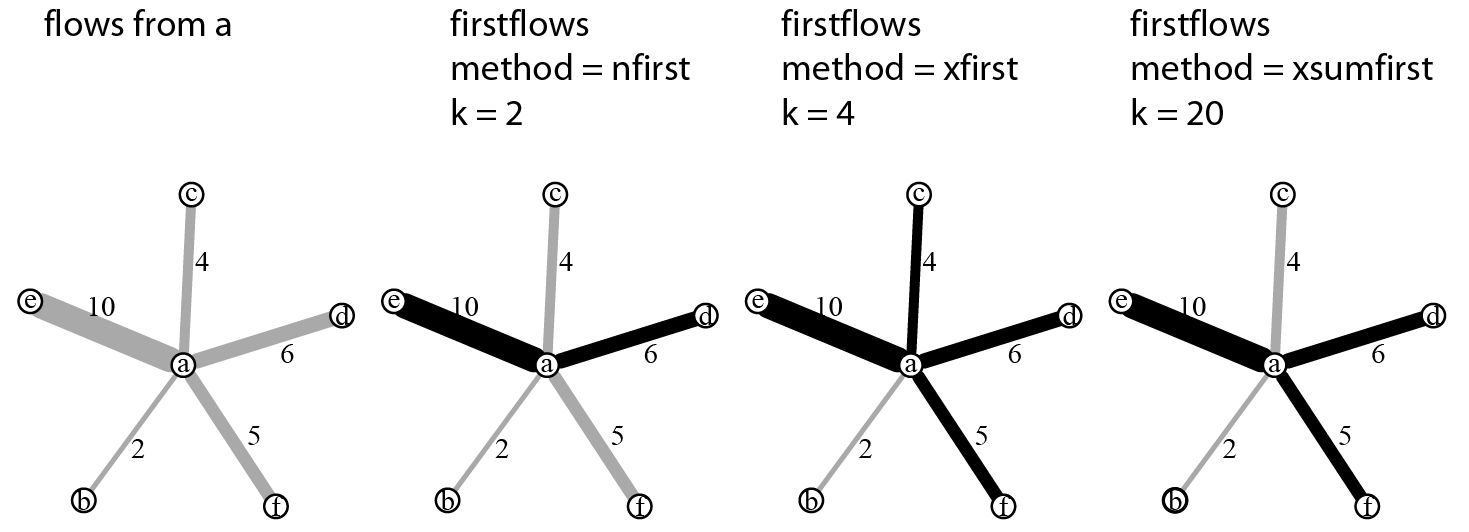 flows from a
c
4
e
10
d
a
6
5
2
b
f
firstflows
method = nfirst
k = 2
c
4
e
10
d
a
6
5
2
b
f
firstflows
method = xfirst
k = 4
c
4
e
10
d
a
6
5
2
b
f
firstflows
method = xsumfirst
k = 20
c
4
e
10
d
a
6
5
2
b
f